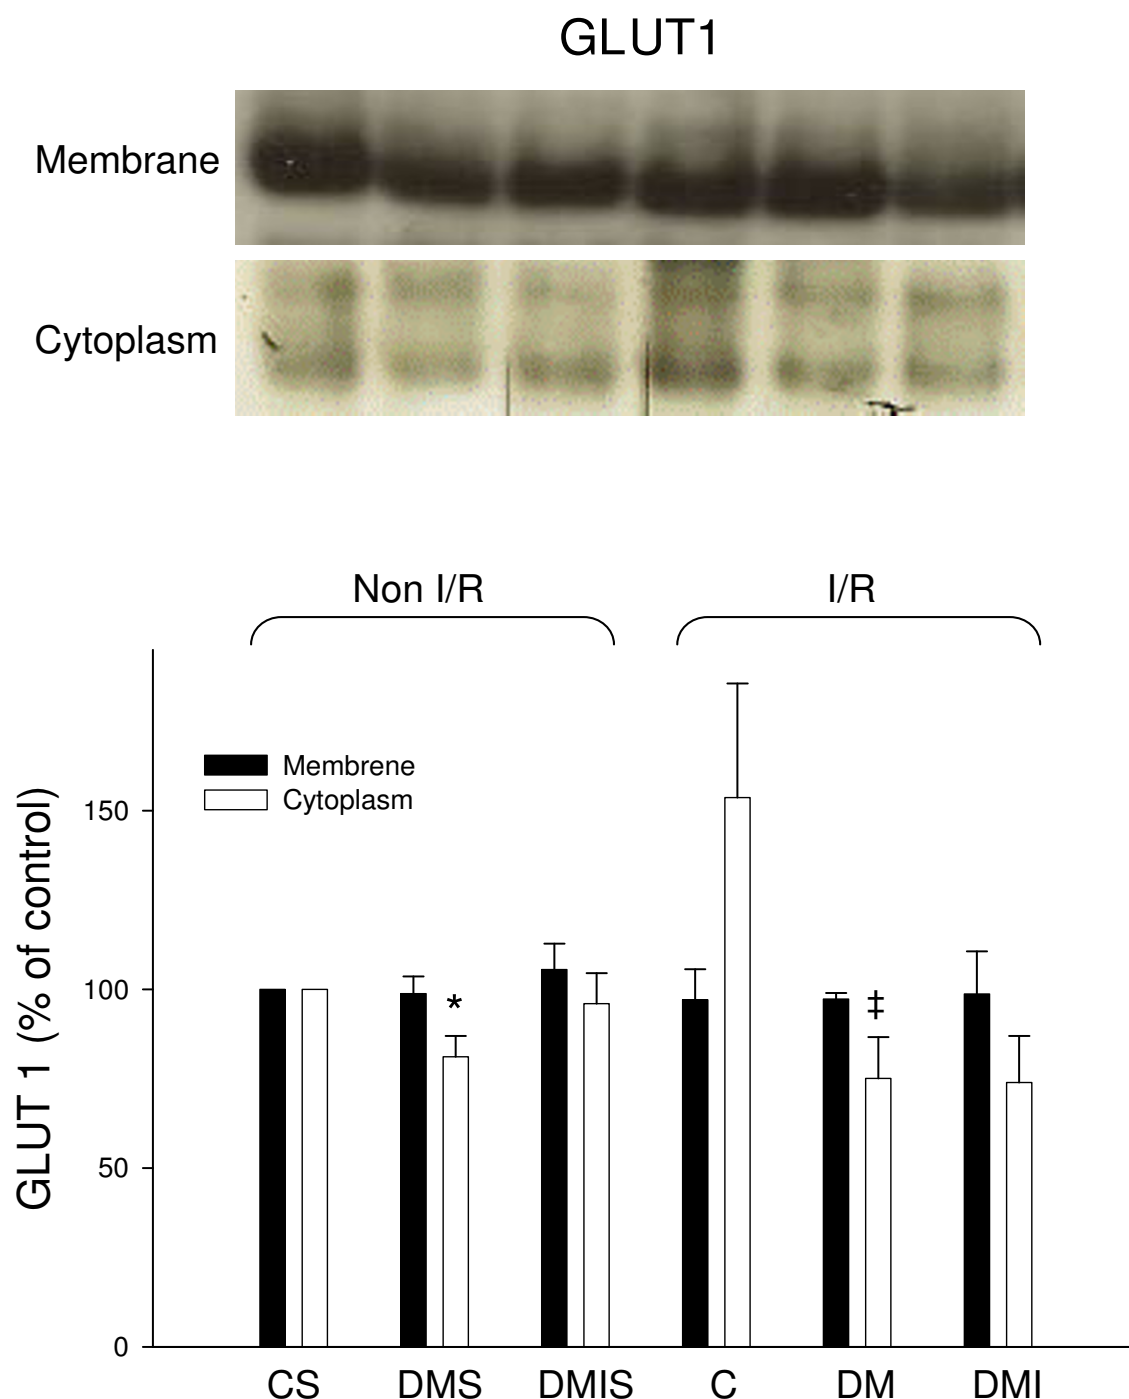 GLUT1
Membrane
Cytoplasm
Non I/R
I/R
Membrene
Cytoplasm
GLUT 1 (% of control)
150
100
50
0
*
‡
CS DMS DMIS C DM DMI